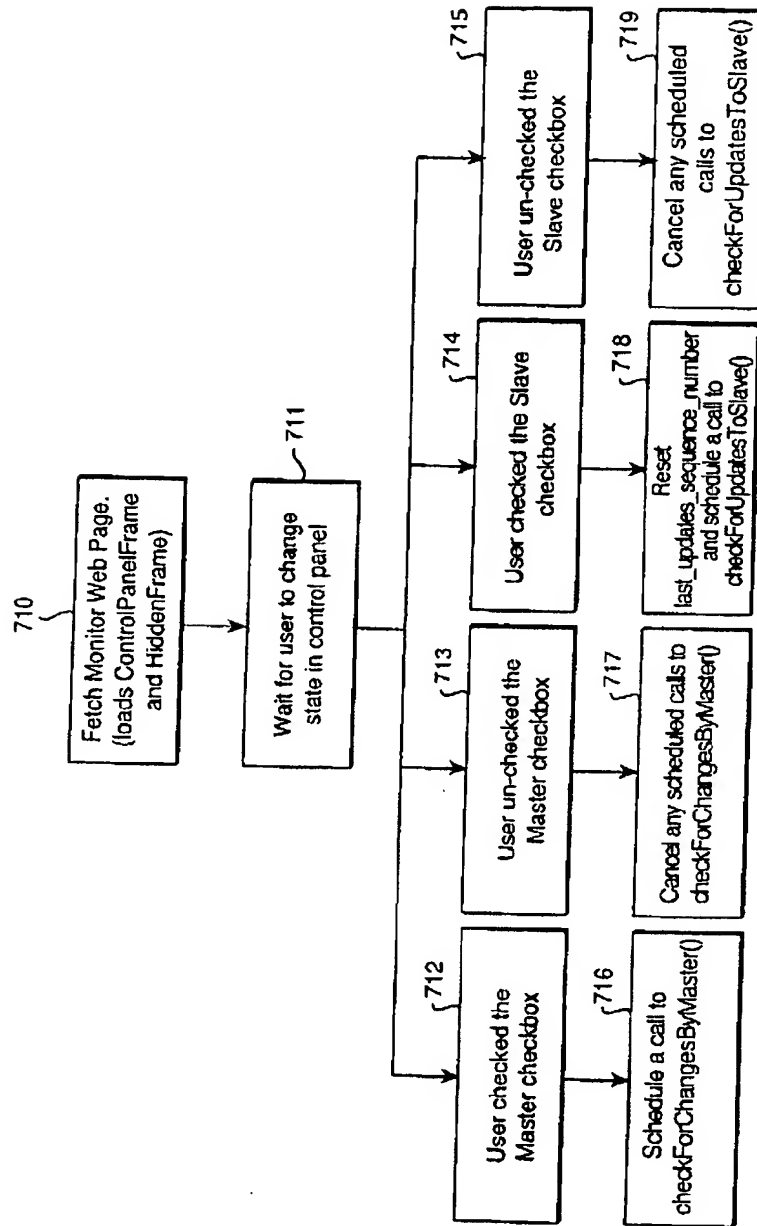 710
Fetch Monitor Web Page.
(loads ControlPanelFrame
and HiddenFrame)
711
Wait for user to change
state in control panel
712
User checked the
Master checkbox
713
User un-checked the
Master checkbox
714
User checked the Slave
checkbox
715
User un-checked the
Slave checkbox
716
Schedule a call to
checkForChangesByMaster()
717
Cancel any scheduled calls to
checkForChangesByMaster()
718
Reset
last_updates_sequence_number
and schedule a call to
checkForUpdatesToSlave()
719
Cancel any scheduled
calls to
checkForUpdatesToSlave()